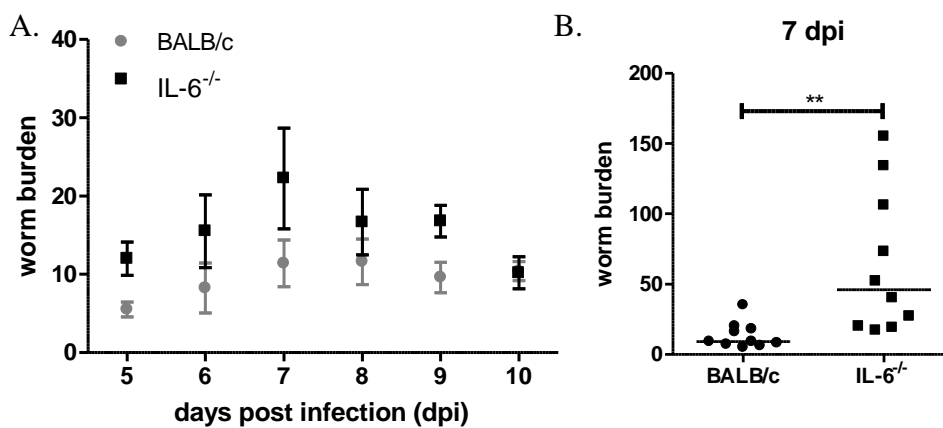 A.
BALB/c
IL-6-/-
40
30
20
10
0
worm burden
5 6 7 8 9 10
days post infection (dpi)
B.
7 dpi
**
200
150
100
50
0
worm burden
BALB/c IL-6-/-